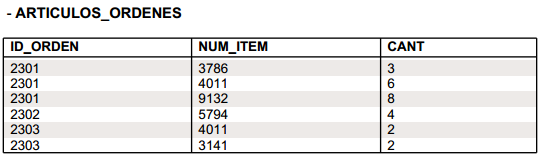 - ARTICULOS_ORDENES
ID_ORDEN NUM_ITEM CANT
2301 3786 3
2301 4011 6
2301 9132 8
2302 5794 4
2303 4011 2
2303 3141 2